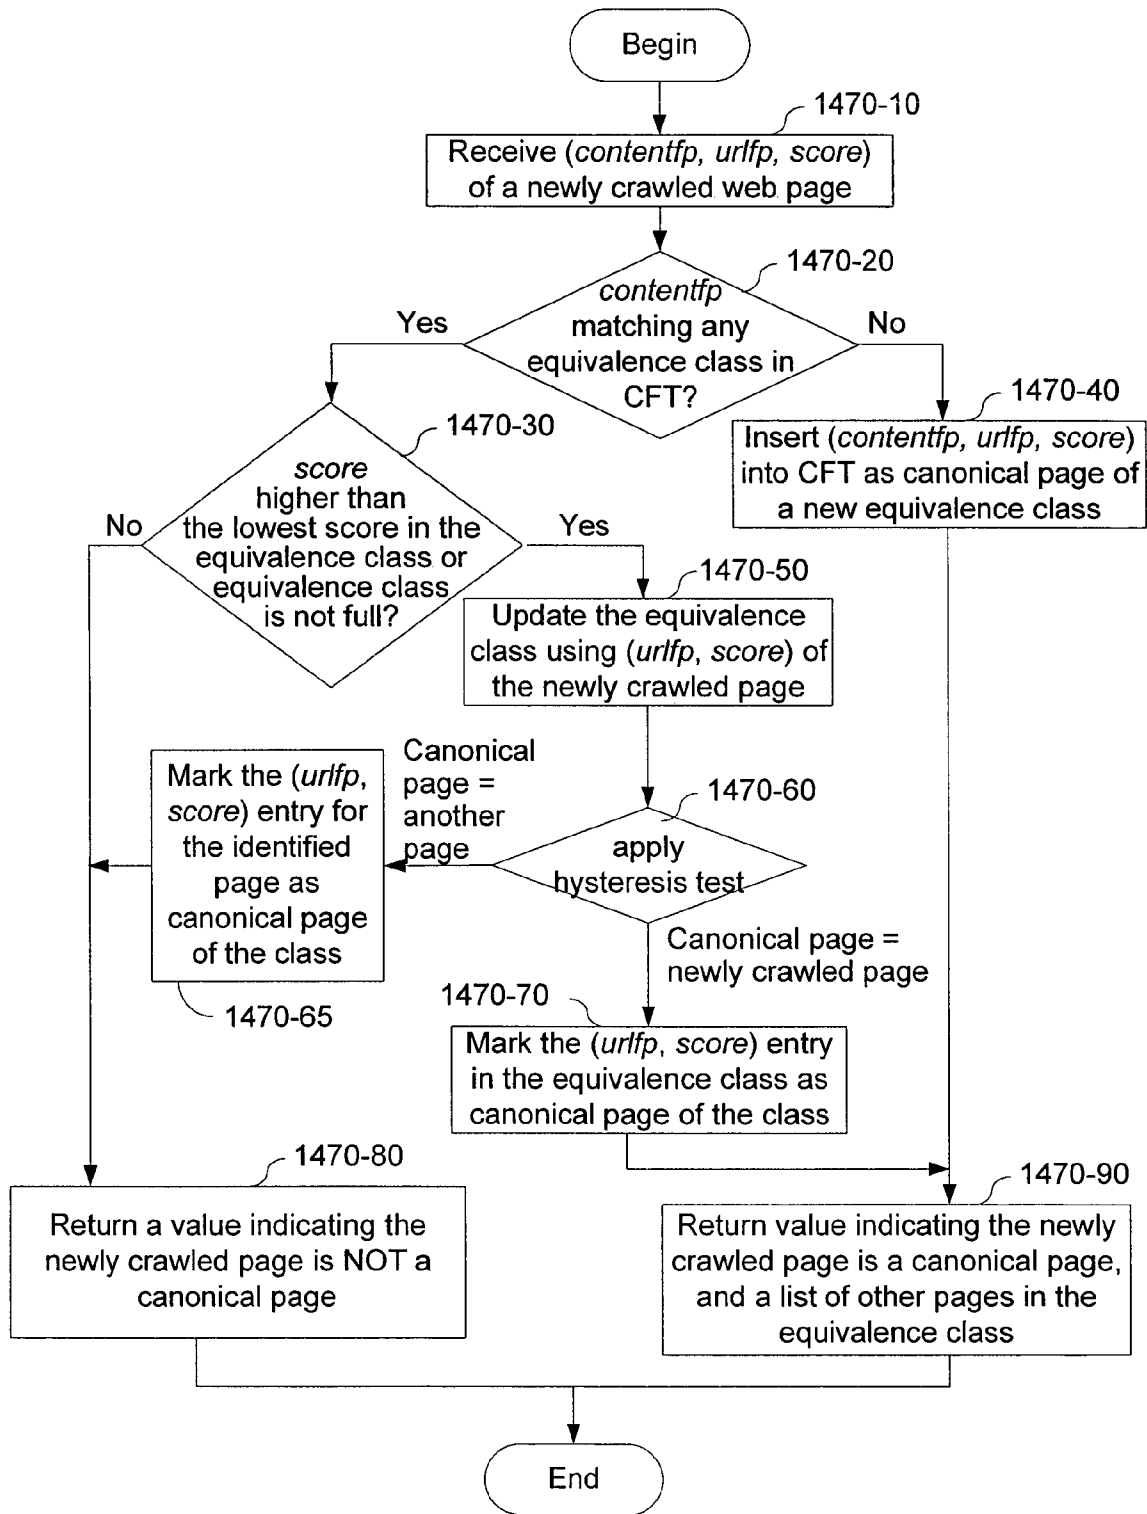 Begin
1470-10
Receive (contentfp, urlfp, score)
of a newly crawled web page
1470-20
contentfp
matching any
equivalence class in
CFT?
Yes
No
1470-30
score
higher than
the lowest score in the
equivalence class or
equivalence class
is not full?
No
Yes
1470-40
Insert (contentfp, urlfp, score)
into CFT as canonical page of
a new equivalence class
1470-50
Update the equivalence
class using (urlfp, score) of
the newly crawled page
1470-60
apply
hysteresis test
Canonical
page =
another
page
Mark the (urlfp,
score) entry for
the identified
page as
canonical page
of the class
1470-65
Canonical page =
newly crawled page
1470-70
Mark the (urlfp, score) entry
in the equivalence class as
canonical page of the class
1470-80
Return a value indicating the
newly crawled page is NOT a
canonical page
1470-90
Return value indicating the newly
crawled page is a canonical page,
and a list of other pages in the
equivalence class
End